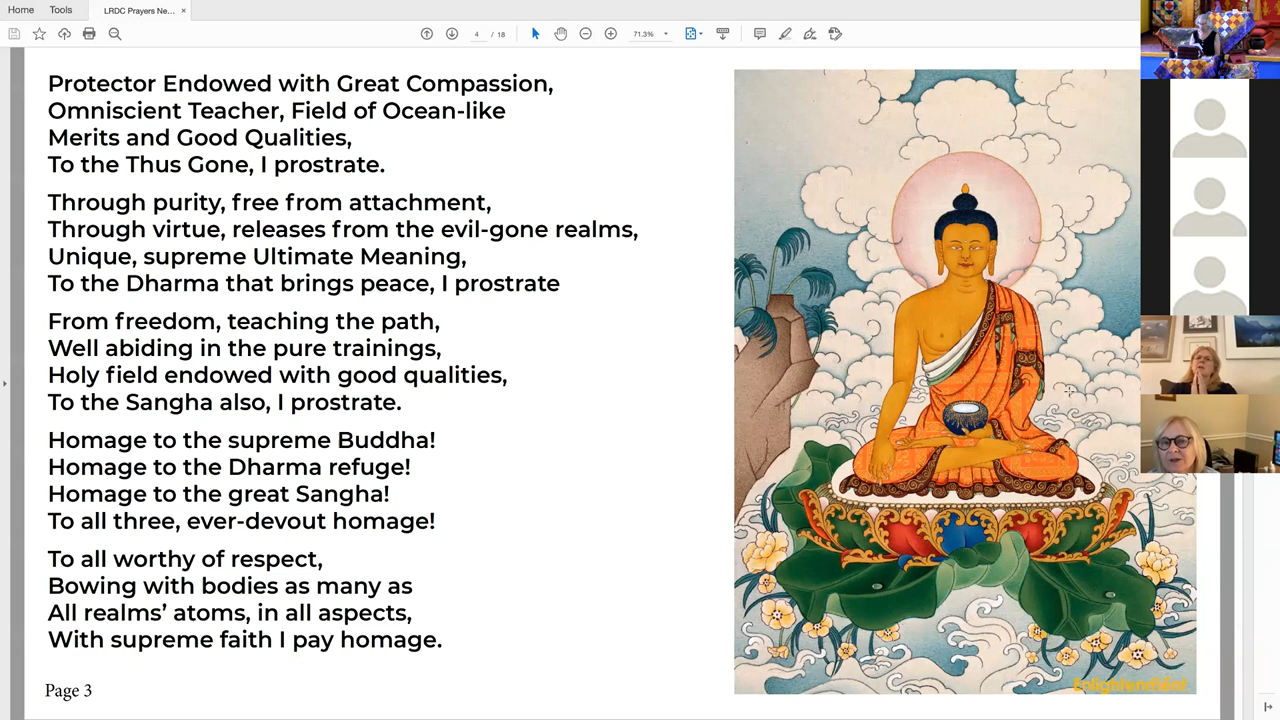 Home Tools LRDC Prayers Ne... ×
4 / 18 71.3%
Protector Endowed with Great Compassion,
Omniscient Teacher, Field of Ocean-like
Merits and Good Qualities,
To the Thus Gone, I prostrate.
Through purity, free from attachment,
Through virtue, releases from the evil-gone realms,
Unique, supreme Ultimate Meaning,
To the Dharma that brings peace, I prostrate
From freedom, teaching the path,
Well abiding in the pure trainings,
Holy field endowed with good qualities,
To the Sangha also, I prostrate.
Homage to the supreme Buddha!
Homage to the Dharma refuge!
Homage to the great Sangha!
To all three, ever-devout homage!
To all worthy of respect,
Bowing with bodies as many as
All realms’ atoms, in all aspects,
With supreme faith I pay homage.
Page 3
Enlightenment